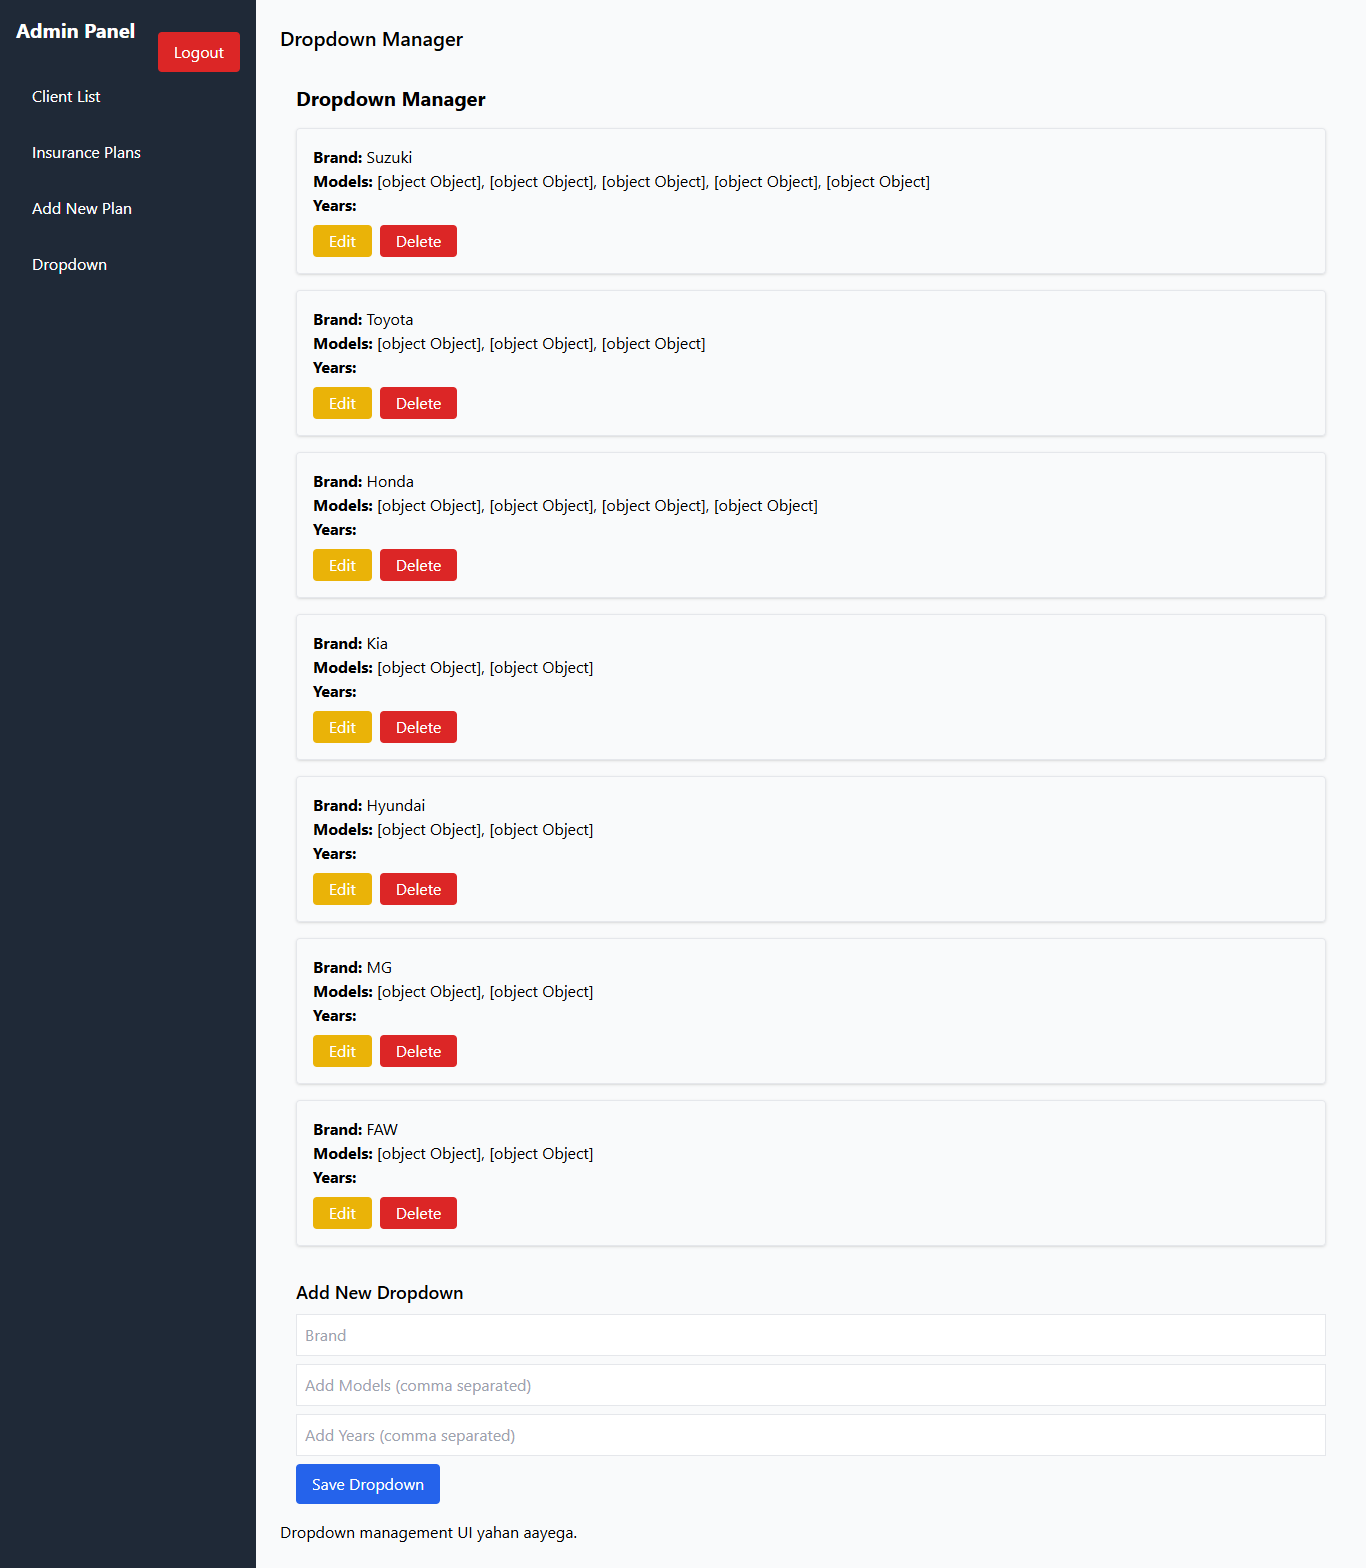 Admin Panel
Logout
Client List
Insurance Plans
Add New Plan
Dropdown
Dropdown Manager
Dropdown Manager
Brand: Suzuki
Models: [object Object], [object Object], [object Object], [object Object], [object Object]
Years:
Edit Delete
Brand: Toyota
Models: [object Object], [object Object], [object Object]
Years:
Edit Delete
Brand: Honda
Models: [object Object], [object Object], [object Object], [object Object]
Years:
Edit Delete
Brand: Kia
Models: [object Object], [object Object]
Years:
Edit Delete
Brand: Hyundai
Models: [object Object], [object Object]
Years:
Edit Delete
Brand: MG
Models: [object Object], [object Object]
Years:
Edit Delete
Brand: FAW
Models: [object Object], [object Object]
Years:
Edit Delete
Add New Dropdown
Brand
Add Models (comma separated)
Add Years (comma separated)
Save Dropdown
Dropdown management UI yahan aayega.